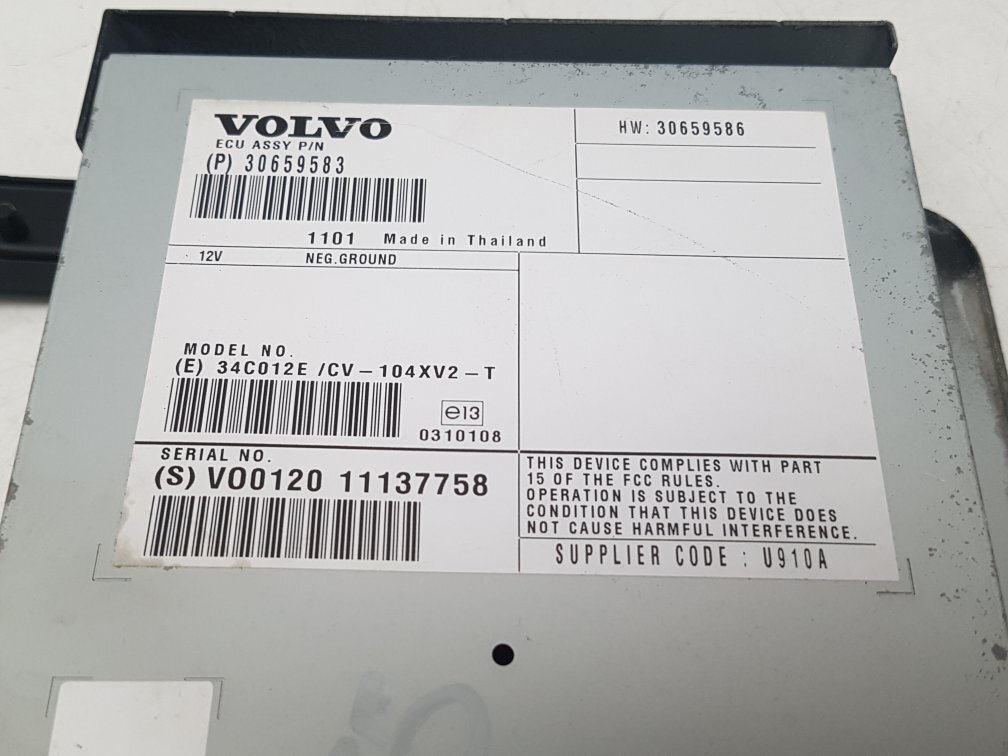 VOLVO
ECU ASSY P/N
(P) 30659583
HW: 30659586
1101 Made in Thailand
12V NEG.GROUND
MODEL NO.
(E) 34C012E /CV-104XV2-T
e13
0310108
SERIAL NO.
(S) VO0120 11137758
THIS DEVICE COMPLIES WITH PART
15 OF THE FCC RULES.
OPERATION IS SUBJECT TO THE
CONDITION THAT THIS DEVICE DOES
NOT CAUSE HARMFUL INTERFERENCE.
SUPPLIER CODE : U910A